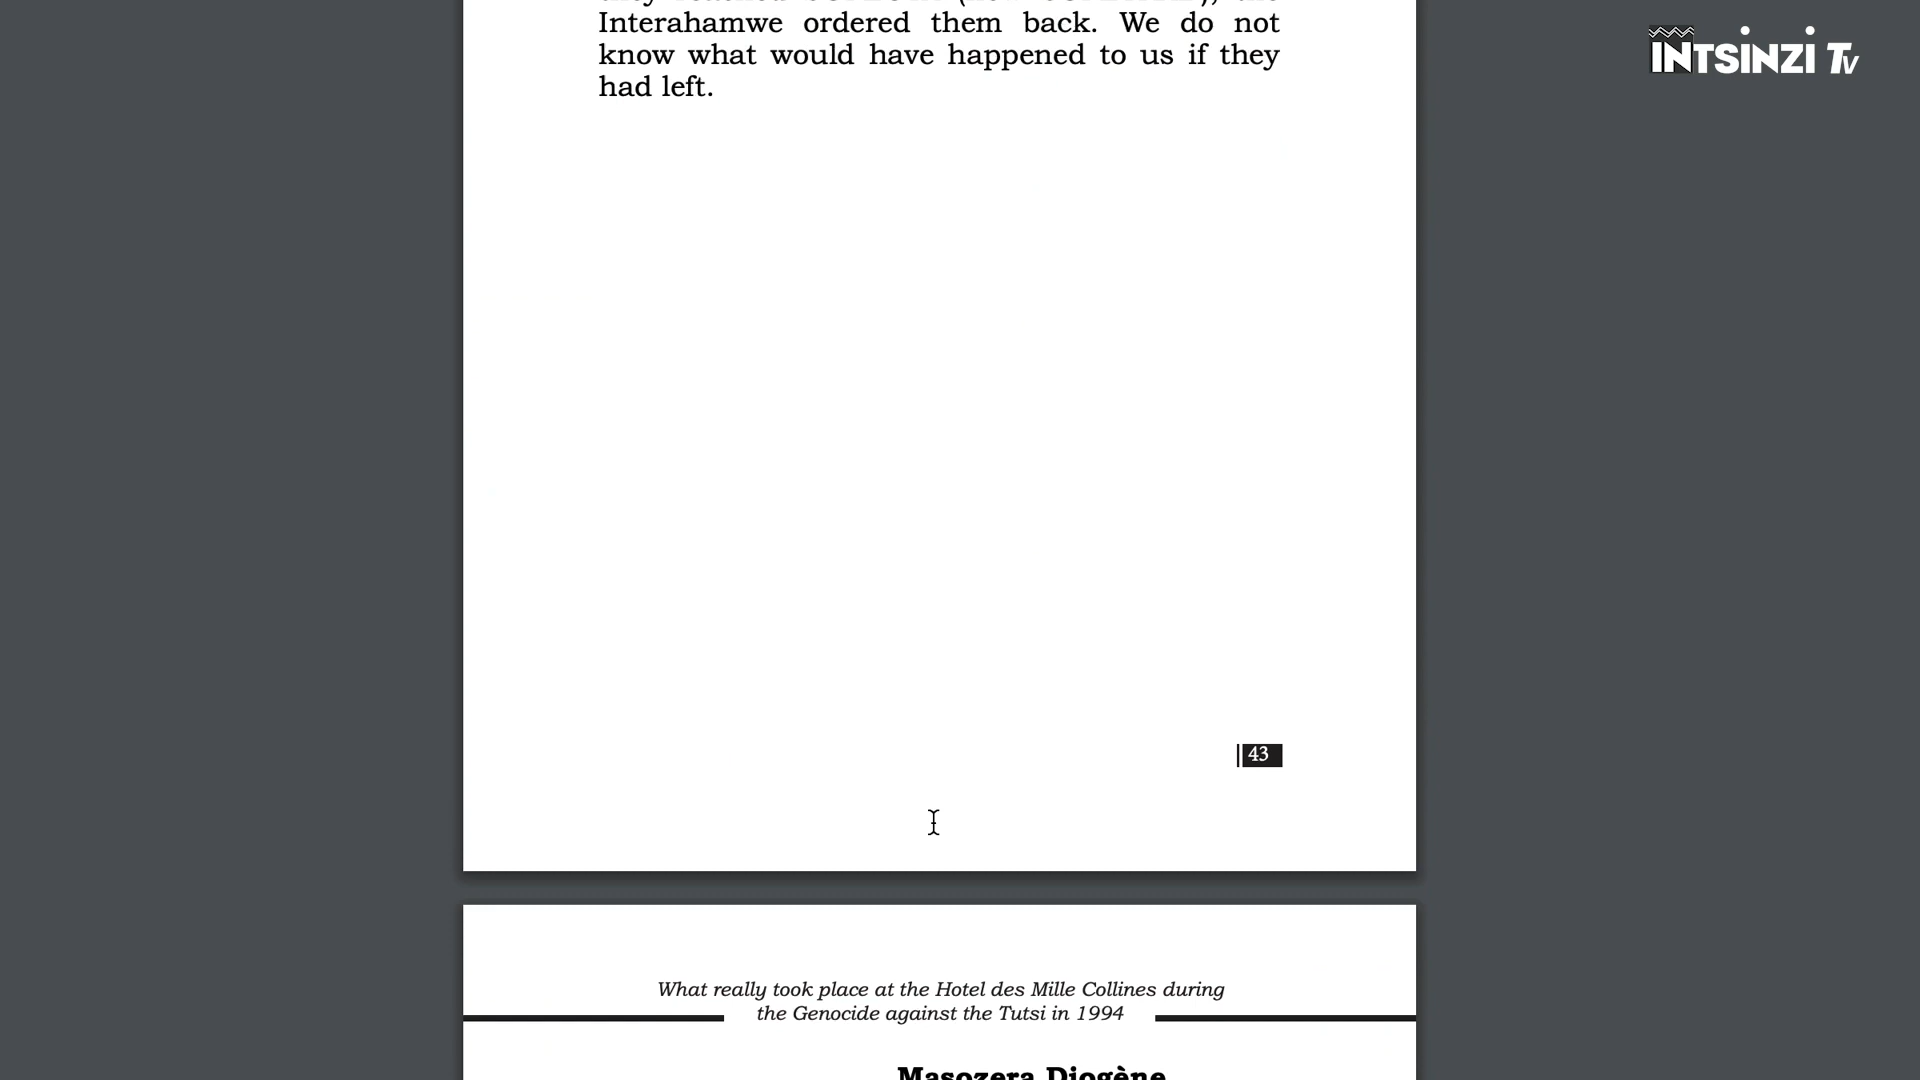 INTSINZI TV
Interahamwe ordered them back. We do not
know what would have happened to us if they
had left.
43
What really took place at the Hotel des Mille Collines during
the Genocide against the Tutsi in 1994
Masozera Diogène